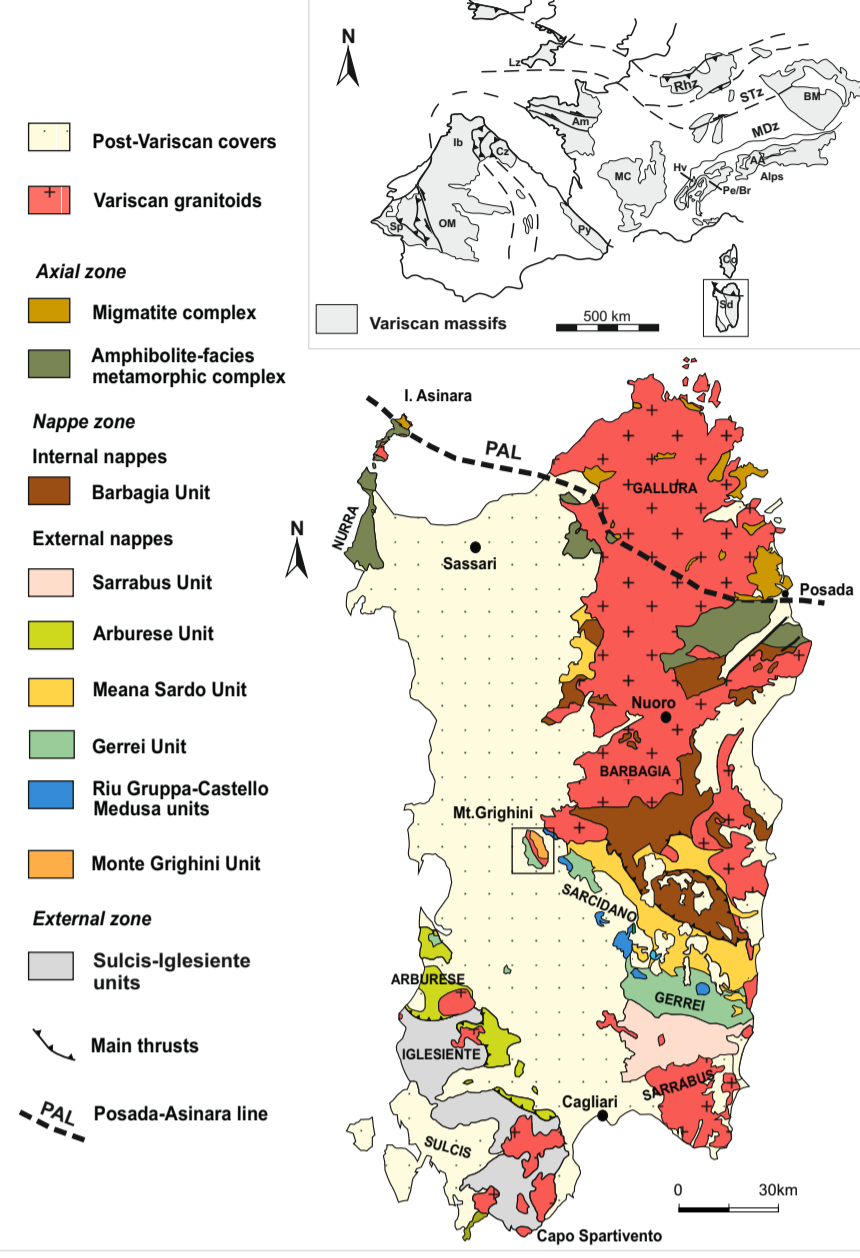 Post-Variscan covers
Variscan granitoids
Axial zone
Migmatite complex
Amphibolite-facies
metamorphic complex
Nappe zone
Internal nappes
Barbagia Unit
External nappes
Sarrabus Unit
Arburese Unit
Meana Sardo Unit
Gerrei Unit
Riu Gruppa-Castello
Medusa units
Monte Grighini Unit
External zone
Sulcis-Iglesiente
units
Main thrusts
PAL
Posada-Asinara line
N
Lz
Rhz
STz
BM
Am
Ib
Cz
MDz
MC
Hv
AA
Alps
Pe/Br
Sp
OM
Py
Co
Sd
Variscan massifs
500 km
I. Asinara
PAL
GALLURA
NURRA
N
Sassari
Posada
Nuoro
BARBAGIA
Mt.Grighini
SARCIDANO
ARBURESE
GERREI
IGLESIENTE
SARRABUS
Cagliari
SULCIS
0 30km
Capo Spartivento